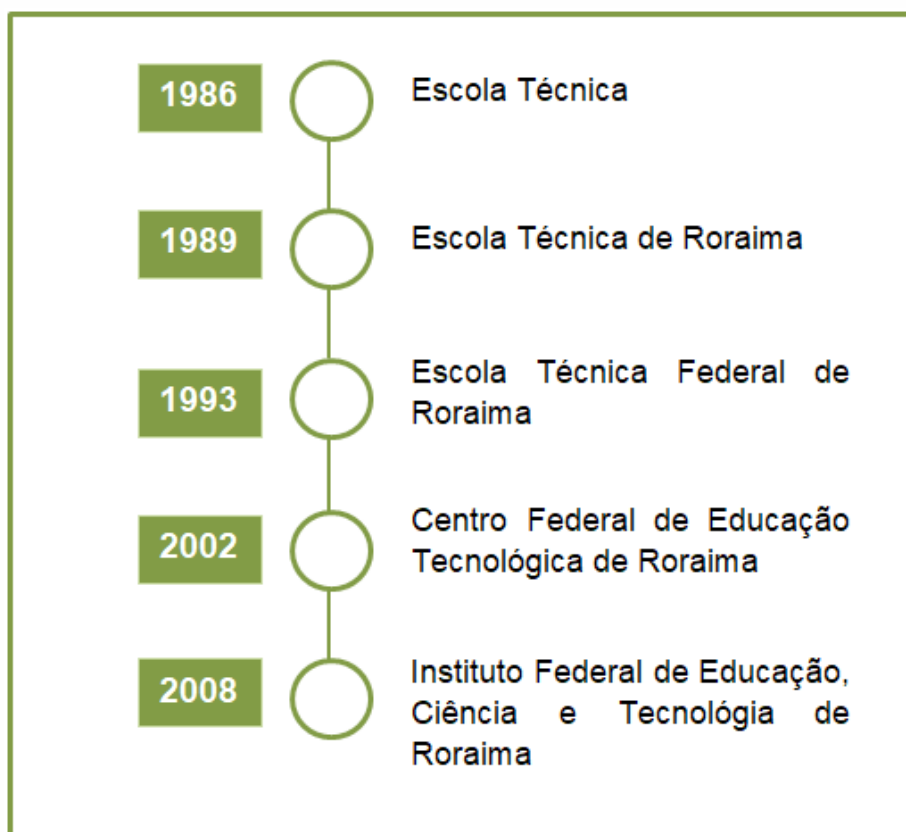 1986
Escola Técnica
1989
Escola Técnica de Roraima
1993
Escola Técnica Federal de
Roraima
2002
Centro Federal de Educação
Tecnológica de Roraima
2008
Instituto Federal de Educação,
Ciência e Tecnológia de
Roraima